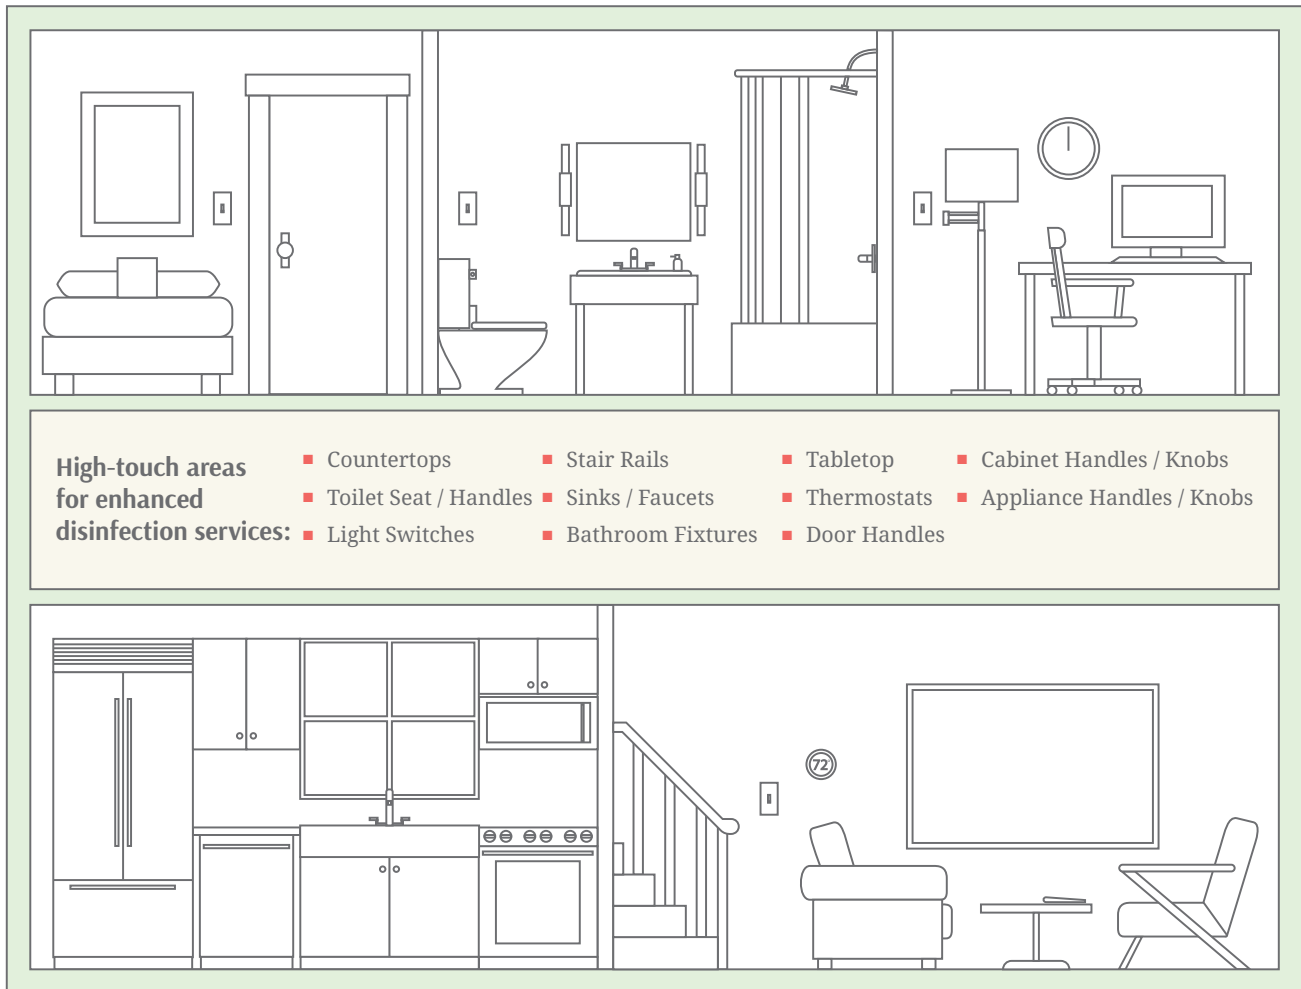 High-touch areas
for enhanced
disinfection services:
Countertops
Toilet Seat / Handles
Light Switches
Stair Rails
Sinks / Faucets
Bathroom Fixtures
Tabletop
Thermostats
Door Handles
Cabinet Handles / Knobs
Appliance Handles / Knobs
72°